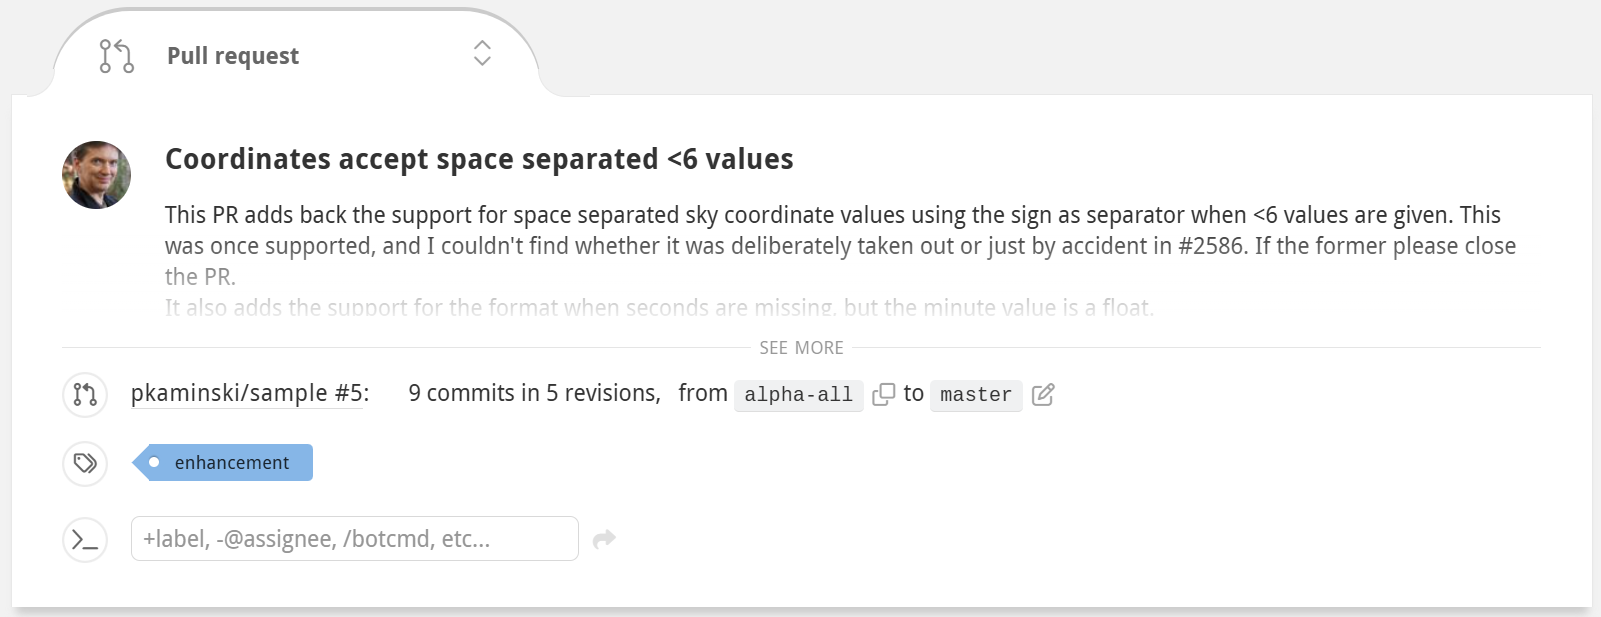 Pull request
Coordinates accept space separated <6 values
This PR adds back the support for space separated sky coordinate values using the sign as separator when <6 values are given. This
was once supported, and I couldn't find whether it was deliberately taken out or just by accident in #2586. If the former please close
the PR.
It also adds the support for the format when seconds are missing, but the minute value is a float.
SEE MORE
pkaminski/sample #5: 9 commits in 5 revisions, from alpha-all to master
enhancement
+label, -@assignee, /botcmd, etc...